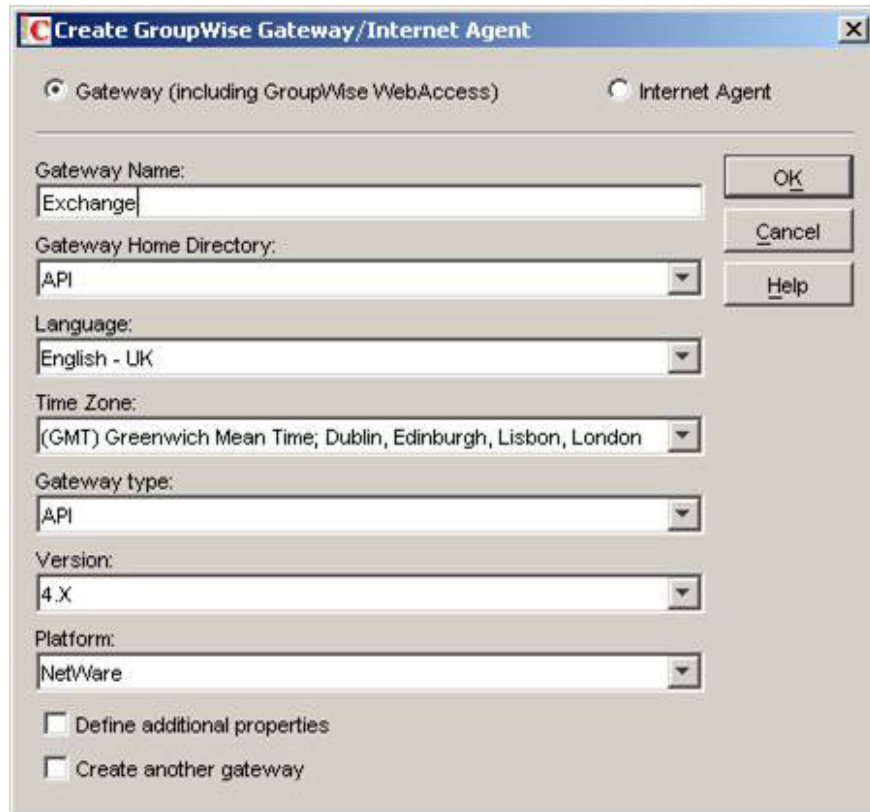 Create GroupWise Gateway/Internet Agent
Gateway (including GroupWise WebAccess) Internet Agent
Gateway Name:
Exchange
OK
Gateway Home Directory:
Cancel
API
Help
Language:
English - UK
Time Zone:
(GMT) Greenwich Mean Time; Dublin, Edinburgh, Lisbon, London
Gateway type:
API
Version:
4.X
Platform:
NetWare
Define additional properties
Create another gateway